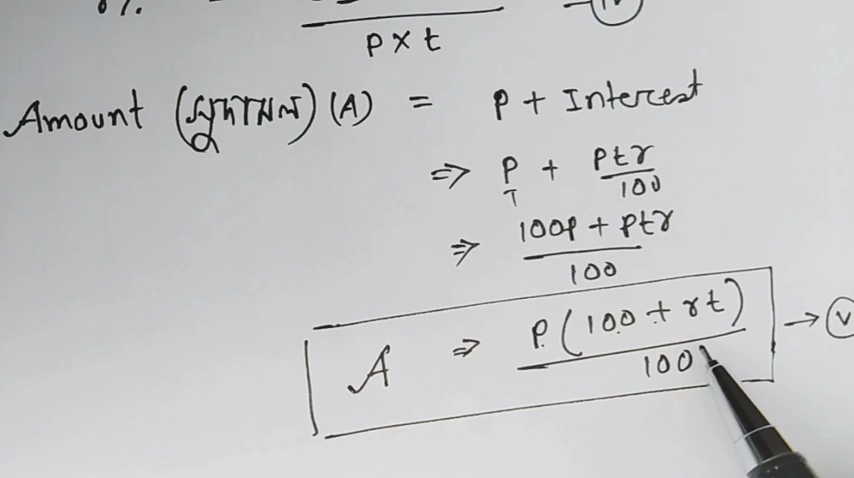 P × t
Amount (A) = P + Interest
⇒ P + Ptr/100
⇒ 100P + Ptr/100
A ⇒ P(100 + rt)/100 → V